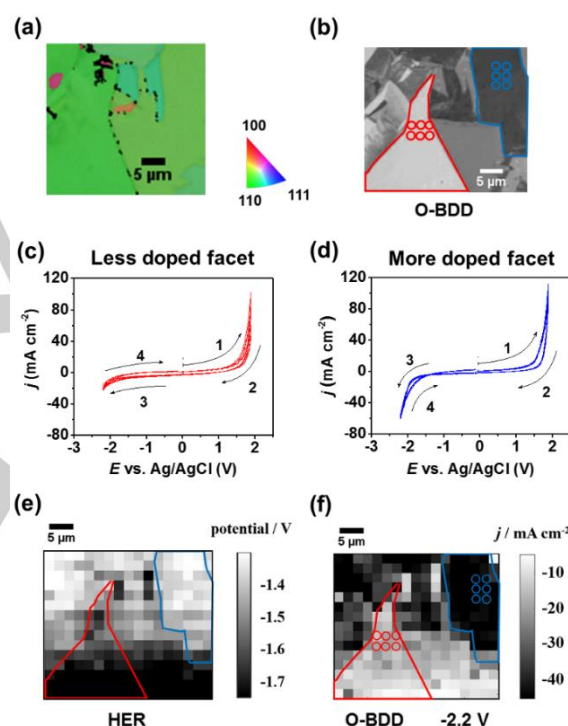 (a)
5 μm
100
110
111
(b)
5 μm
O-BDD
(c)
Less doped facet
j (mA cm-2)
120
80
40
0
-40
-80
1
2
3
4
-3 -2 -1 0 1 2
E vs. Ag/AgCl (V)
(d)
More doped facet
j (mA cm-2)
120
80
40
0
-40
-80
1
2
3
4
-3 -2 -1 0 1 2
E vs. Ag/AgCl (V)
(e)
5 μm
potential / V
-1.4
-1.5
-1.6
-1.7
HER
(f)
5 μm
j / mA cm-2
-10
-20
-30
-40
O-BDD -2.2 V